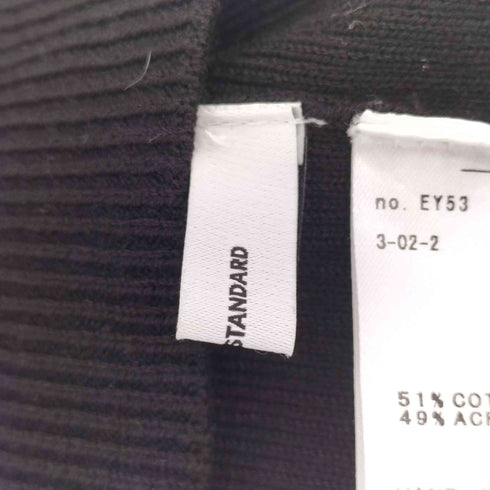 STANDARD
no. EY53
3-02-2
51% COT
49% ACR